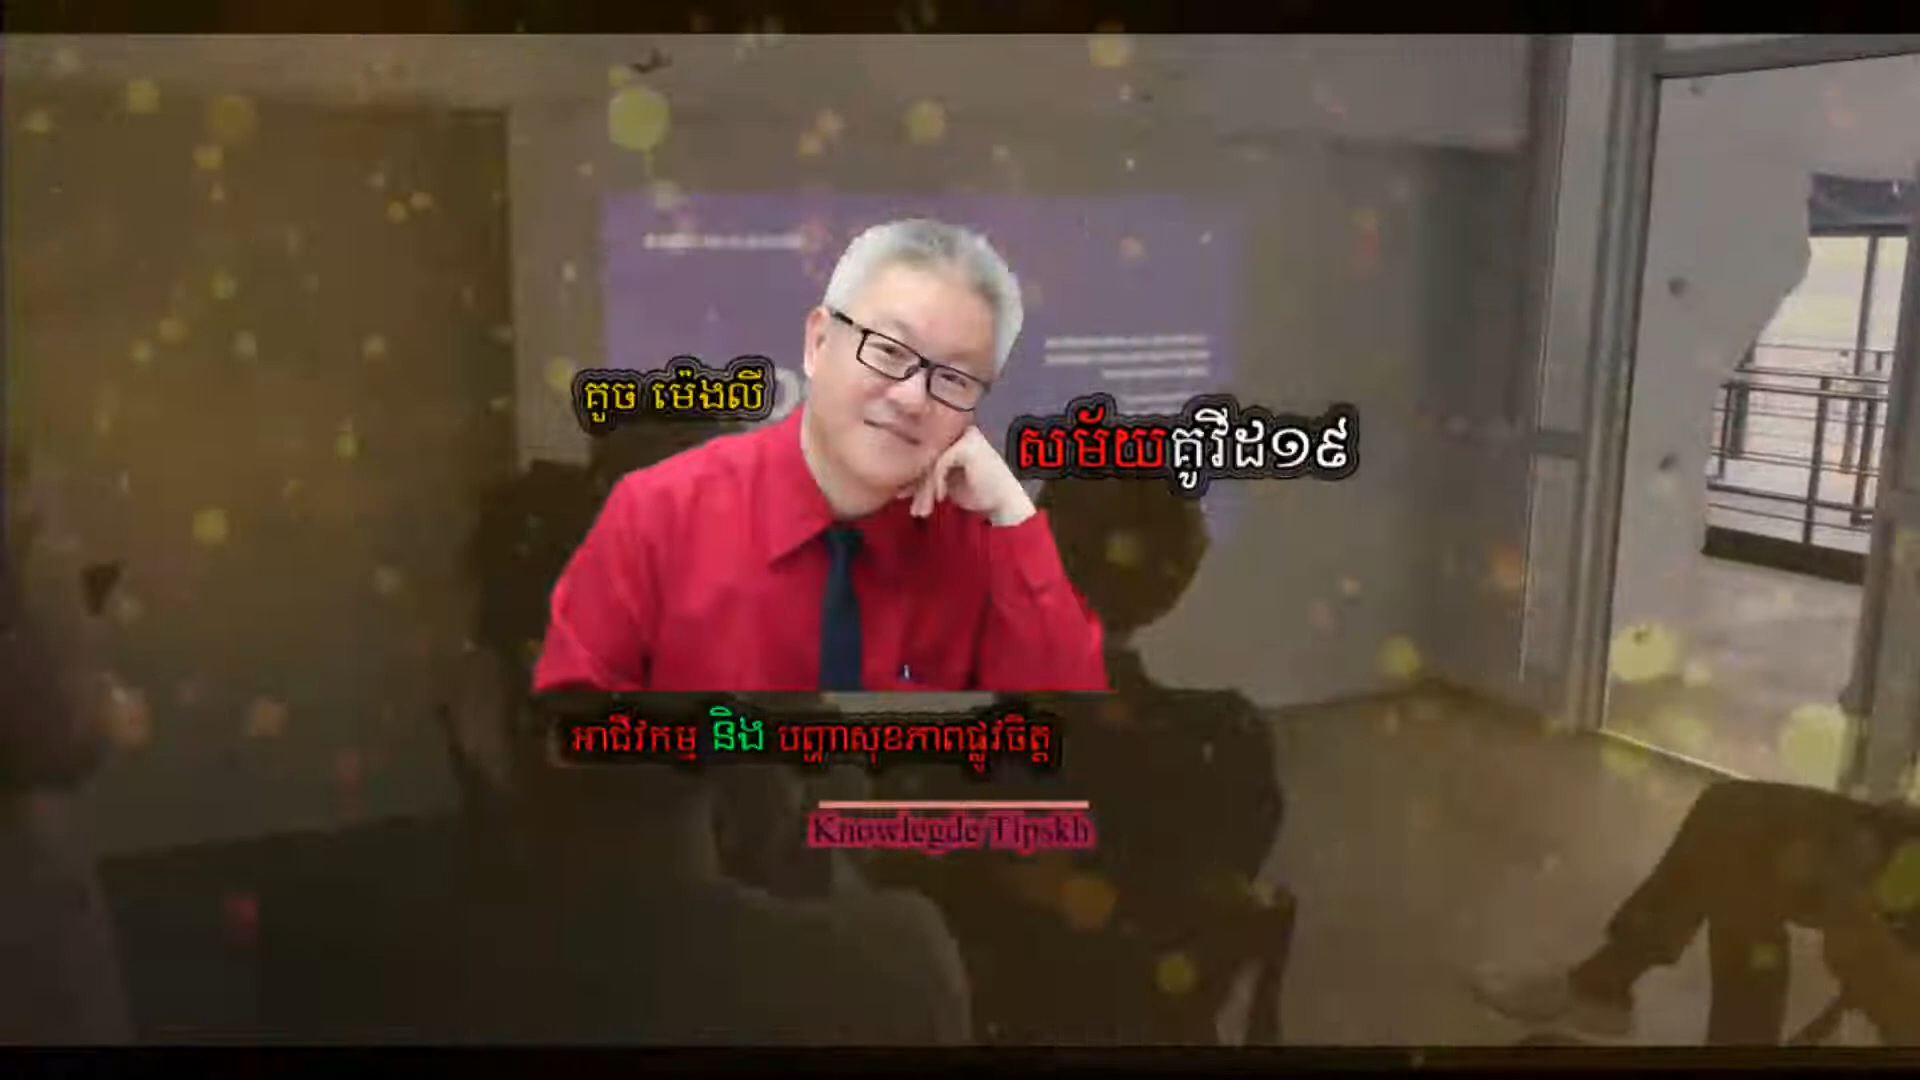 គួច ម៉េងលី
សម័យគូវីដ១៩
អាជីវកម្ម និង បញ្ហាសុខភាពផ្លូវចិត្ត
Knowlegde Tipskh